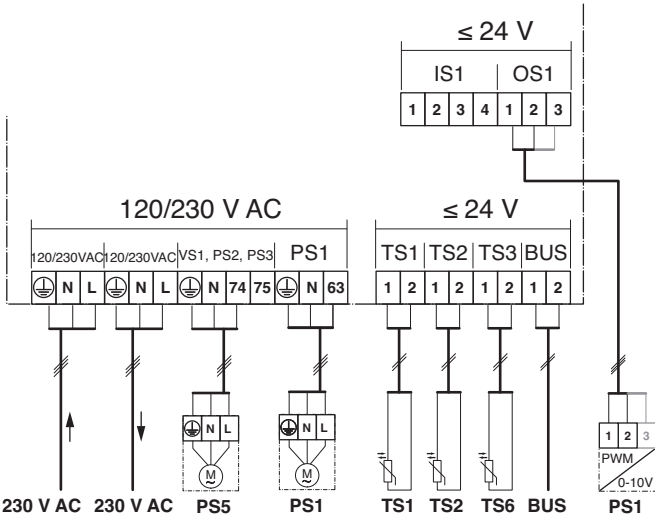 ≤ 24 V
IS1 OS1
1 2 3 4 1 2 3
120/230 V AC ≤ 24 V
120/230VAC 120/230VAC VS1, PS2, PS3 PS1 TS1 TS2 TS3 BUS
N L N L N 74 75 N 63 1 2 1 2 1 2 1 2
N L N L 1 2 3
M ~ M ~ PWM
0-10V
230 V AC 230 V AC PS5 PS1 TS1 TS2 TS6 BUS PS1